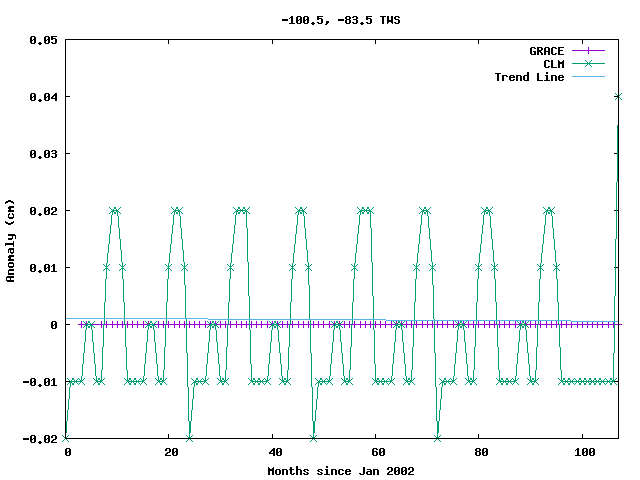 -100.5, -83.5 TWS
0.05
0.04
0.03
0.02
0.01
0
-0.01
-0.02
Anomaly (cm)
GRACE
CLM
Trend Line
0 20 40 60 80 100
Months since Jan 2002